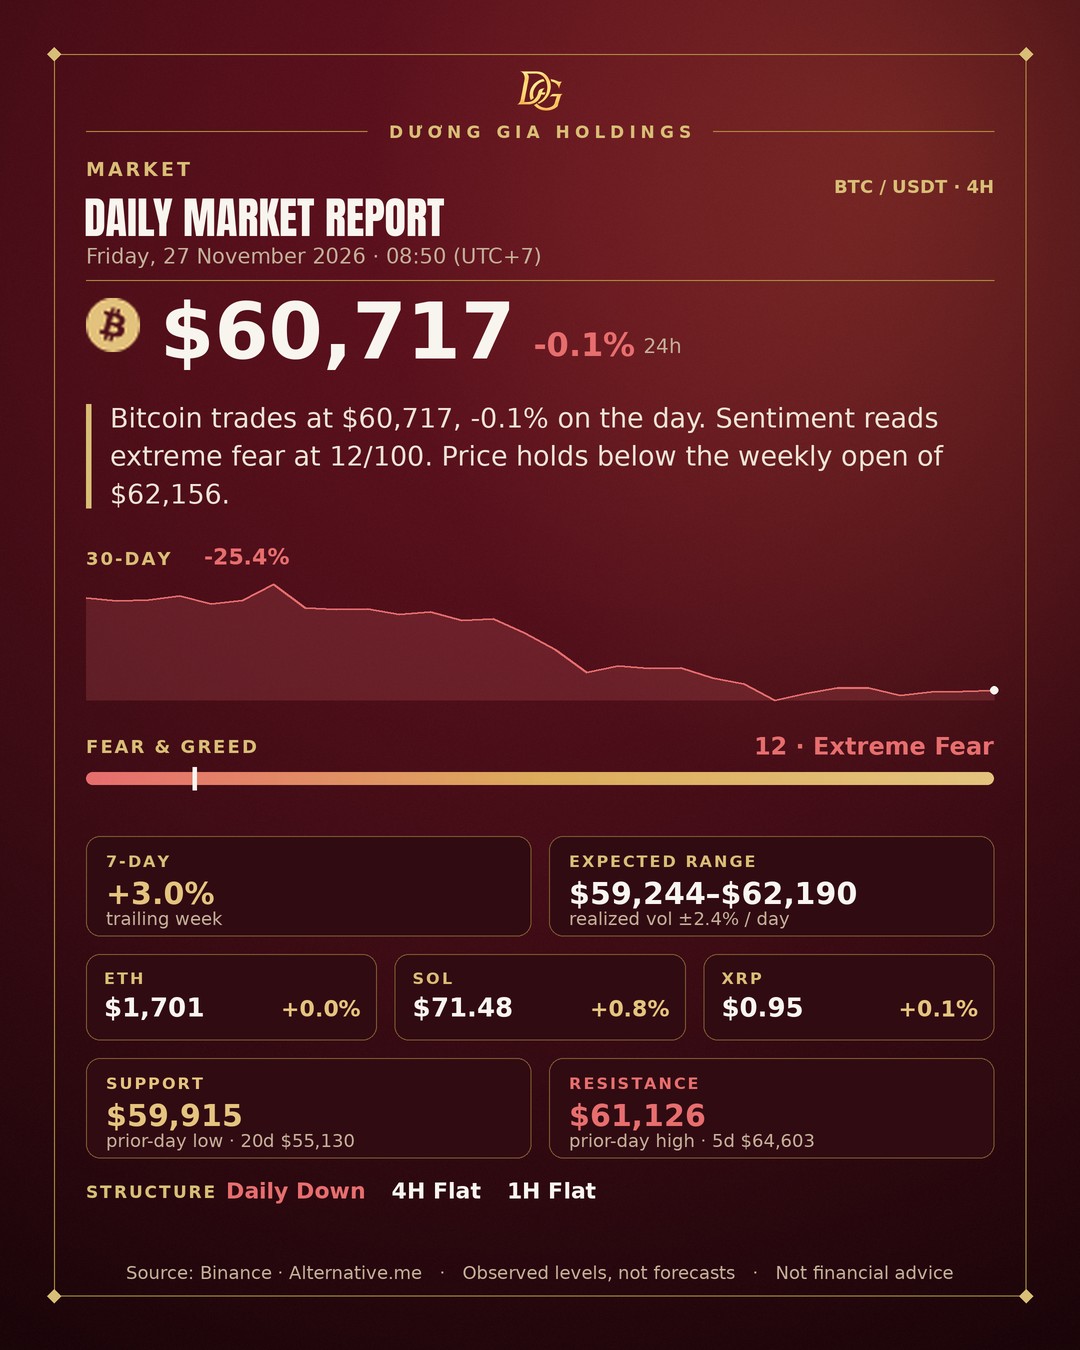 DG
DƯƠNG GIA HOLDINGS
MARKET
BTC / USDT · 4H
DAILY MARKET REPORT
Friday, 27 November 2026 · 08:50 (UTC+7)
$60,717 -0.1% 24h
Bitcoin trades at $60,717, -0.1% on the day. Sentiment reads
extreme fear at 12/100. Price holds below the weekly open of
$62,156.
30-DAY -25.4%
FEAR & GREED 12 · Extreme Fear
7-DAY
+3.0%
trailing week
EXPECTED RANGE
$59,244–$62,190
realized vol ±2.4% / day
ETH
$1,701 +0.0%
SOL
$71.48 +0.8%
XRP
$0.95 +0.1%
SUPPORT
$59,915
prior-day low · 20d $55,130
RESISTANCE
$61,126
prior-day high · 5d $64,603
STRUCTURE Daily Down 4H Flat 1H Flat
Source: Binance · Alternative.me · Observed levels, not forecasts · Not financial advice